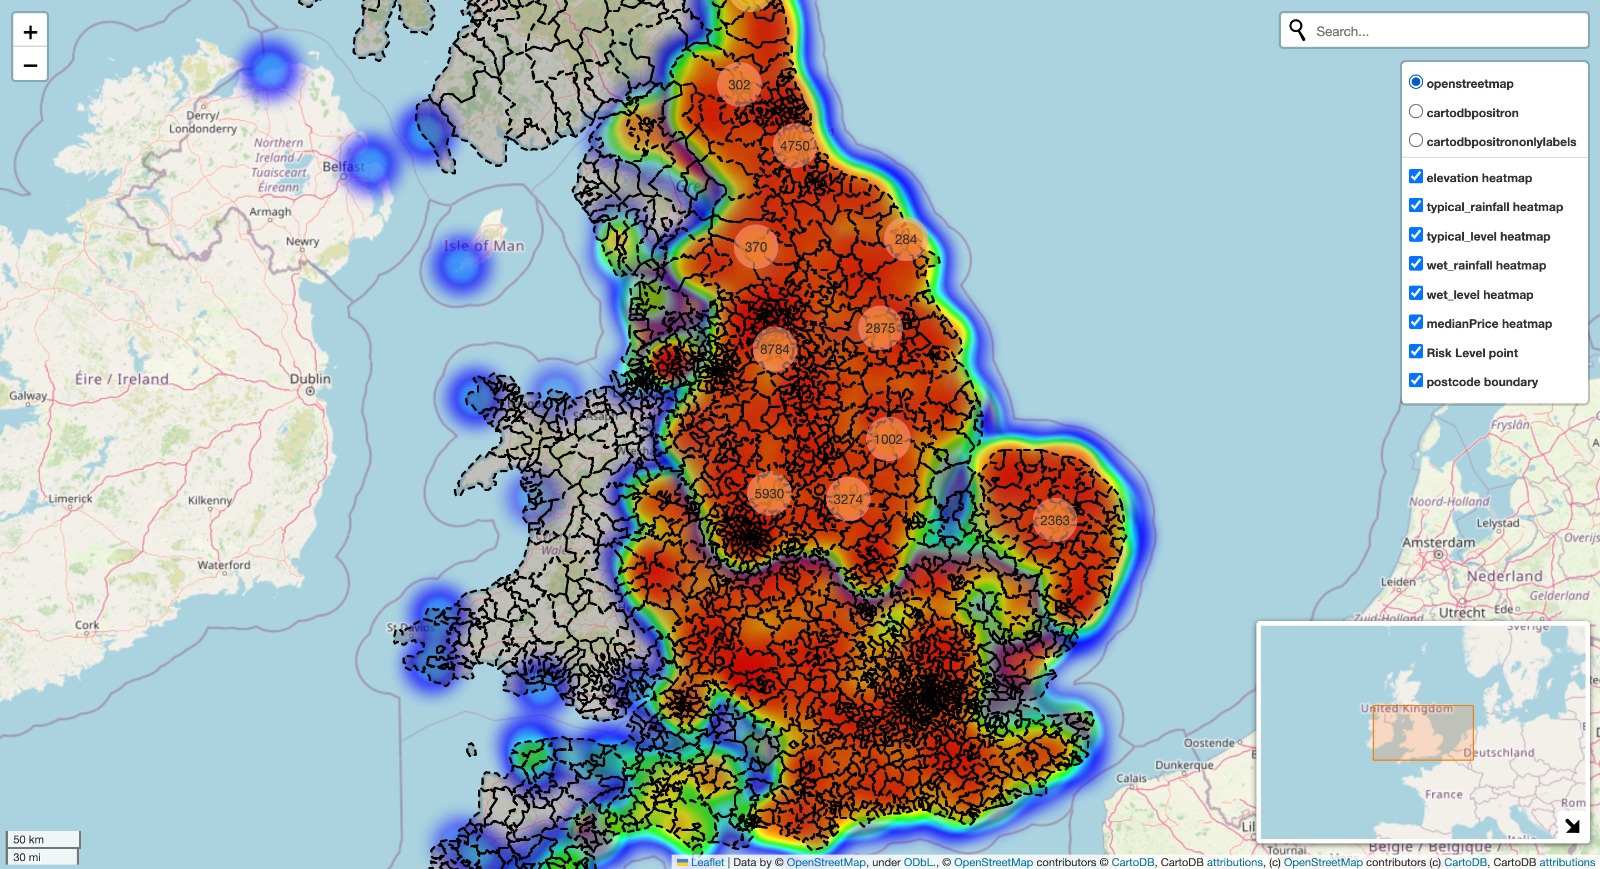 +
−
Search...
openstreetmap
cartodbpositron
cartodbpositrononlylabels
elevation heatmap
typical_rainfall heatmap
typical_level heatmap
wet_rainfall heatmap
wet_level heatmap
medianPrice heatmap
Risk Level point
postcode boundary
302
4750
370
284
2875
8784
1002
5930
3274
2363
Derry/
Londonderry
Northern
Ireland /
Tuaisceart
Éireann
Belfast
Armagh
Newry
Isle of Man
Éire / Ireland
Dublin
Galway
Limerick
Kilkenny
Waterford
Cork
St Davids
Wales
Fryslân
Noord-Holland
Lelystad
Amsterdam
Overijs
Leiden
Nederland
Gelderland
Utrecht
Ede
Zuid-Holland
Oostende
Calais
Dunkerque
Lil
Tournai
België / Belgique /
Sverige
United Kingdom
Deutschland
France
Rom
Italia
50 km
30 mi
Leaflet | Data by © OpenStreetMap, under ODbL., © OpenStreetMap contributors © CartoDB, CartoDB attributions, (c) OpenStreetMap contributors (c) CartoDB, CartoDB attributions